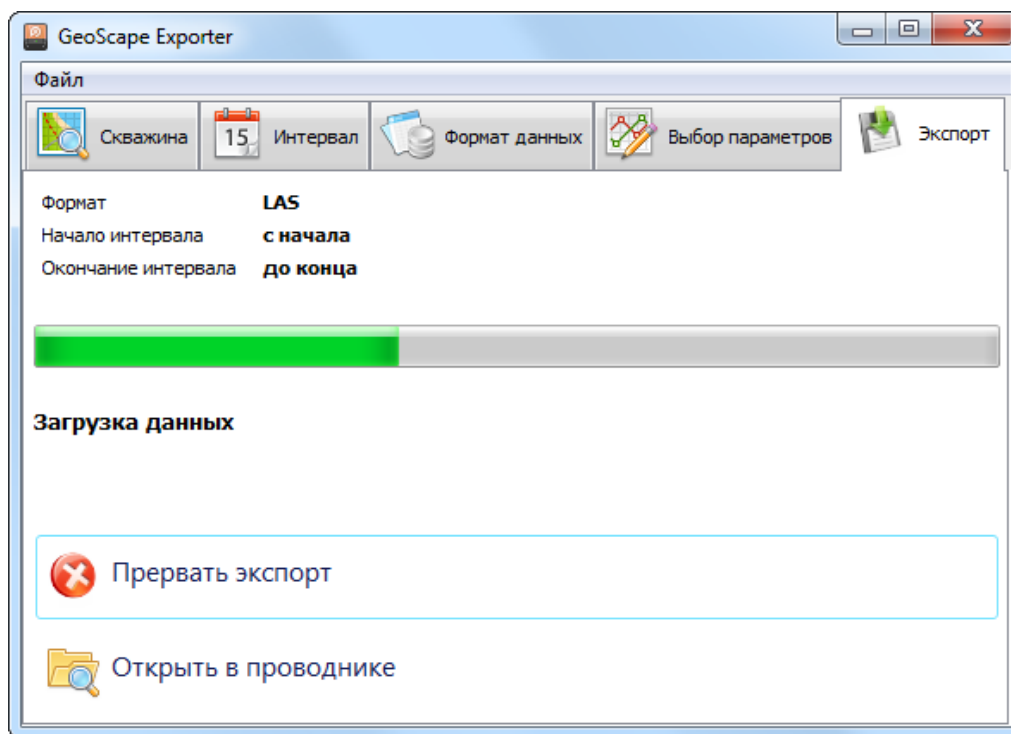 GeoScape Exporter
Файл
Скважина 15 Интервал Формат данных Выбор параметров Экспорт
Формат LAS
Начало интервала с начала
Окончание интервала до конца
Загрузка данных
Прервать экспорт
Открыть в проводнике